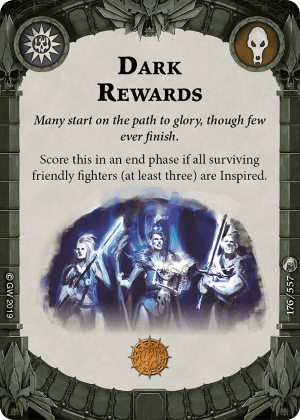 DARK
REWARDS
Many start on the path to glory, though few
ever finish.
Score this in an end phase if all surviving
friendly fighters (at least three) are Inspired.
© GW 2019
176/557